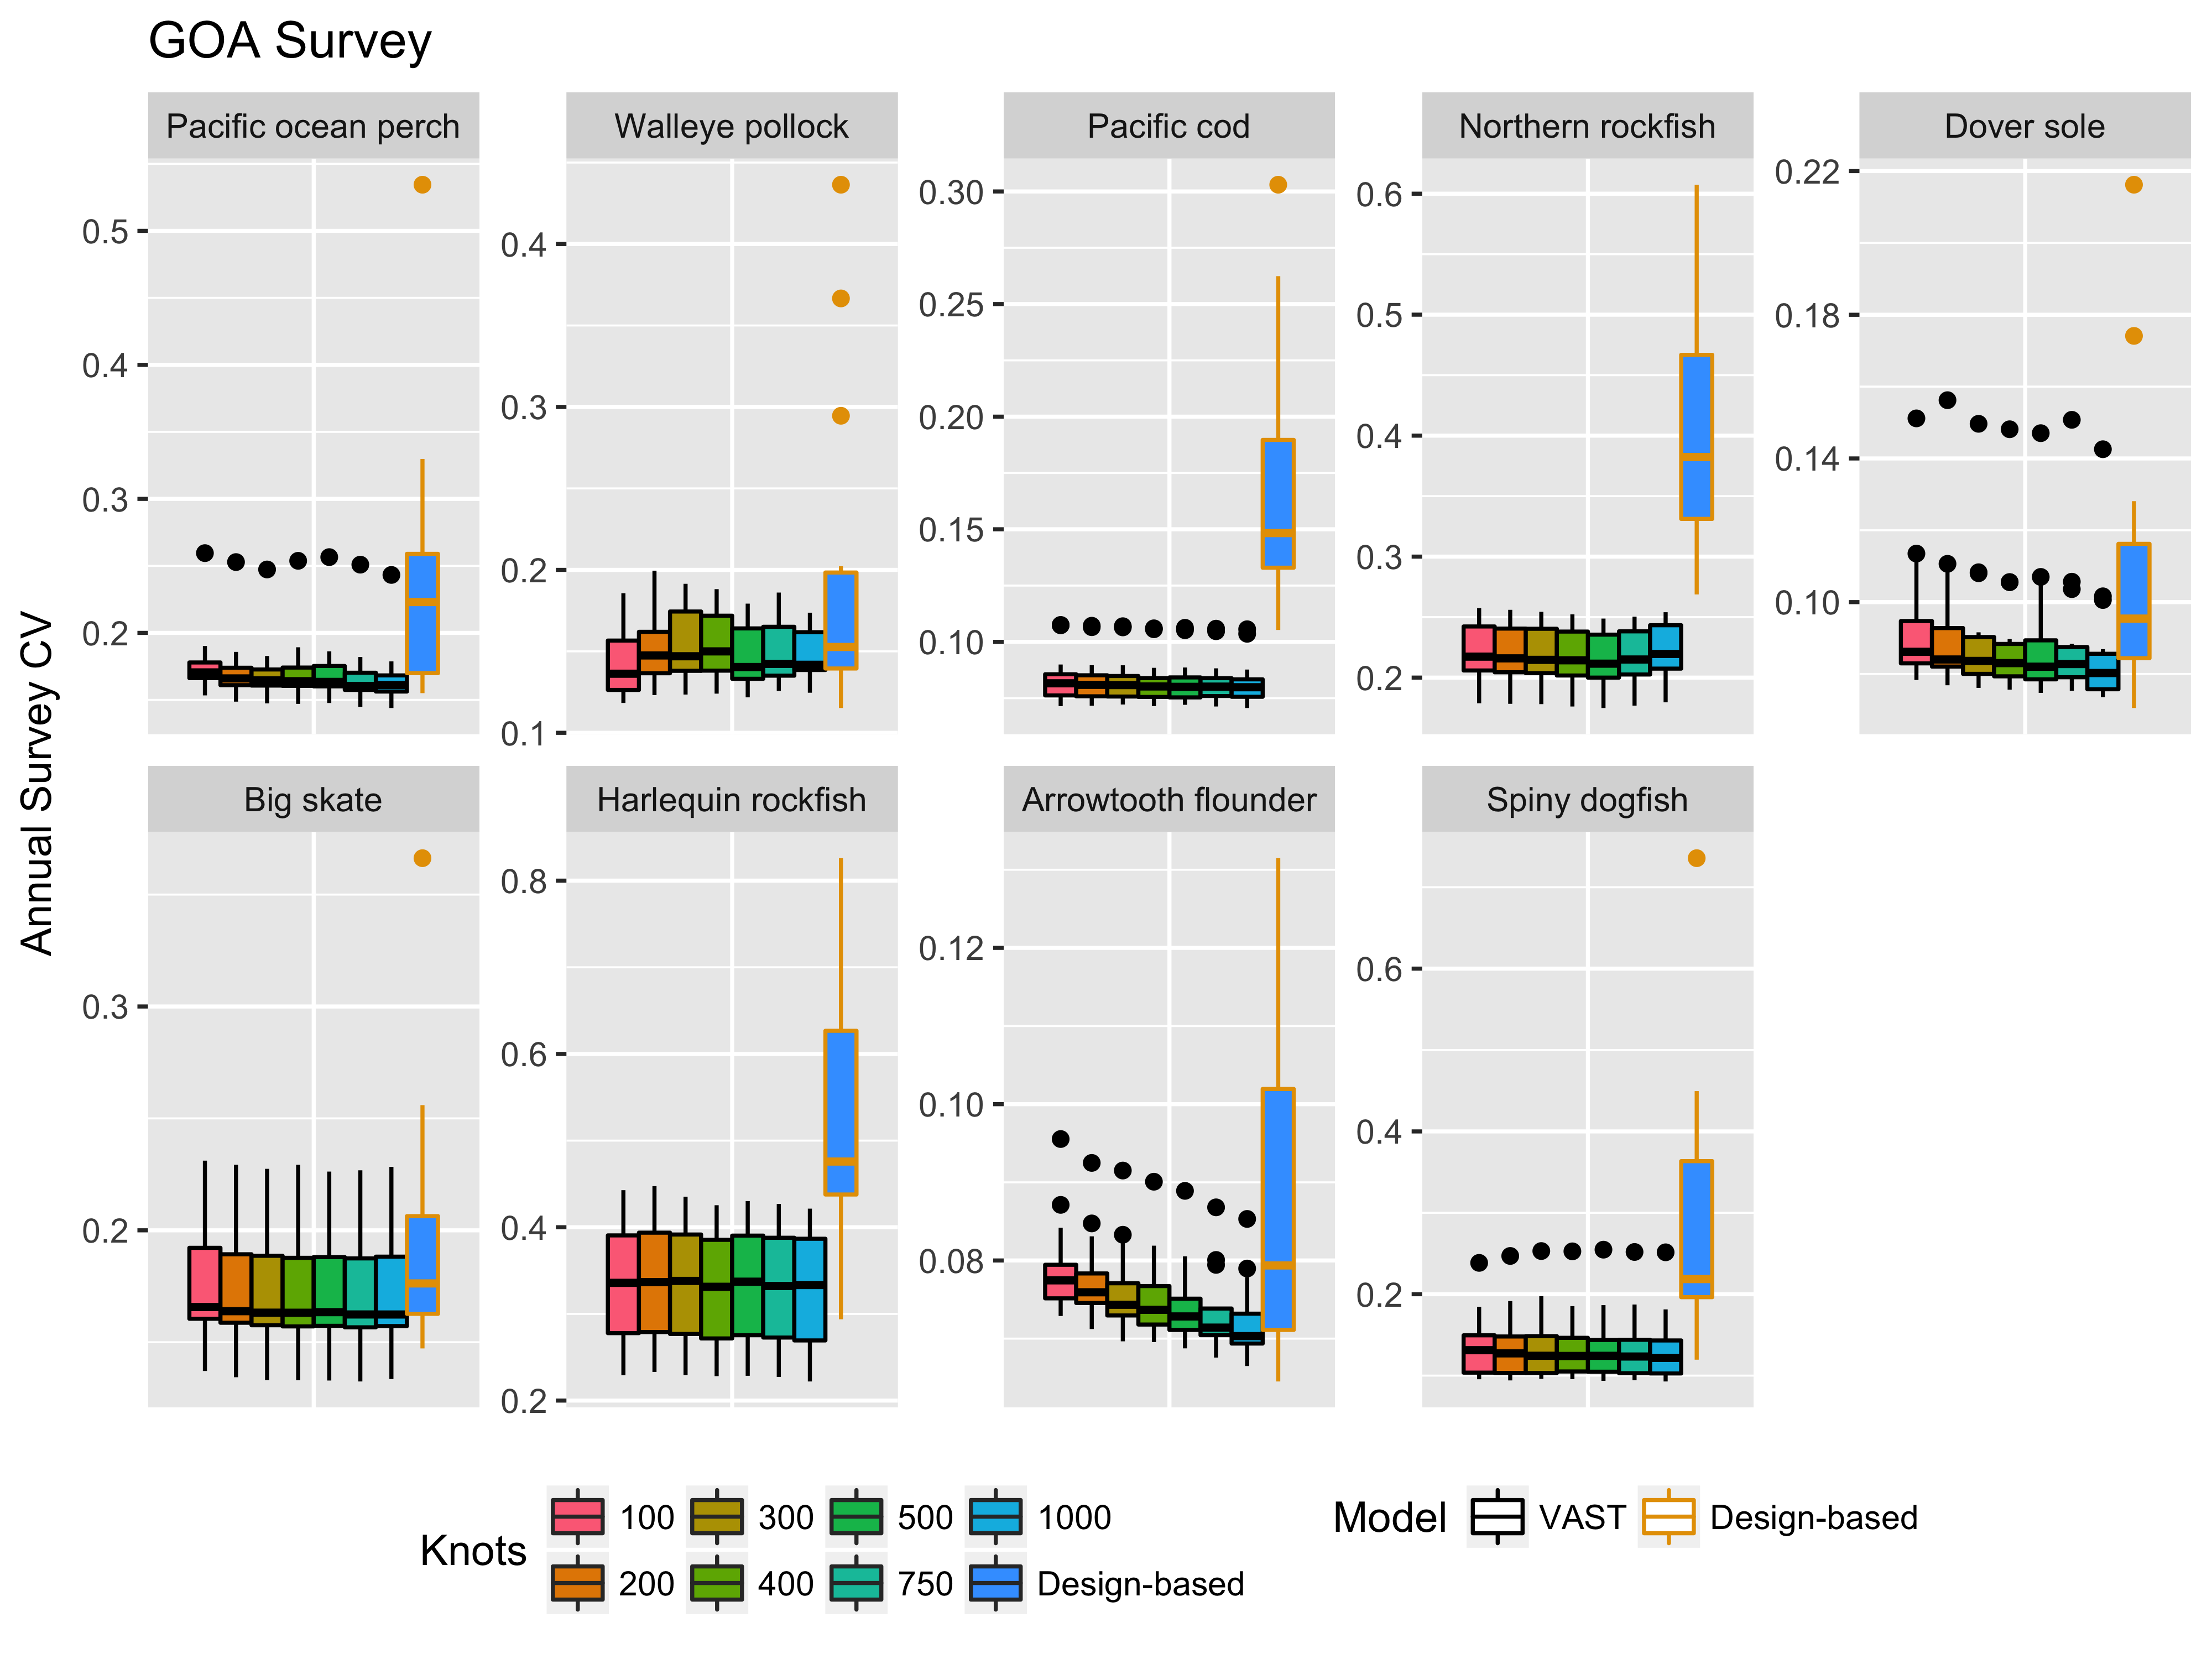 GOA Survey
Pacific ocean perch
Walleye pollock
Pacific cod
Northern rockfish
Dover sole
0.5
0.4
0.3
0.2
0.4
0.3
0.2
0.1
0.30
0.25
0.20
0.15
0.10
0.6
0.5
0.4
0.3
0.2
0.22
0.18
0.14
0.10
Annual Survey CV
Big skate
Harlequin rockfish
Arrowtooth flounder
Spiny dogfish
0.3
0.2
0.8
0.6
0.4
0.2
0.12
0.10
0.08
0.6
0.4
0.2
Knots
100
300
500
1000
200
400
750
Design-based
Model
VAST
Design-based